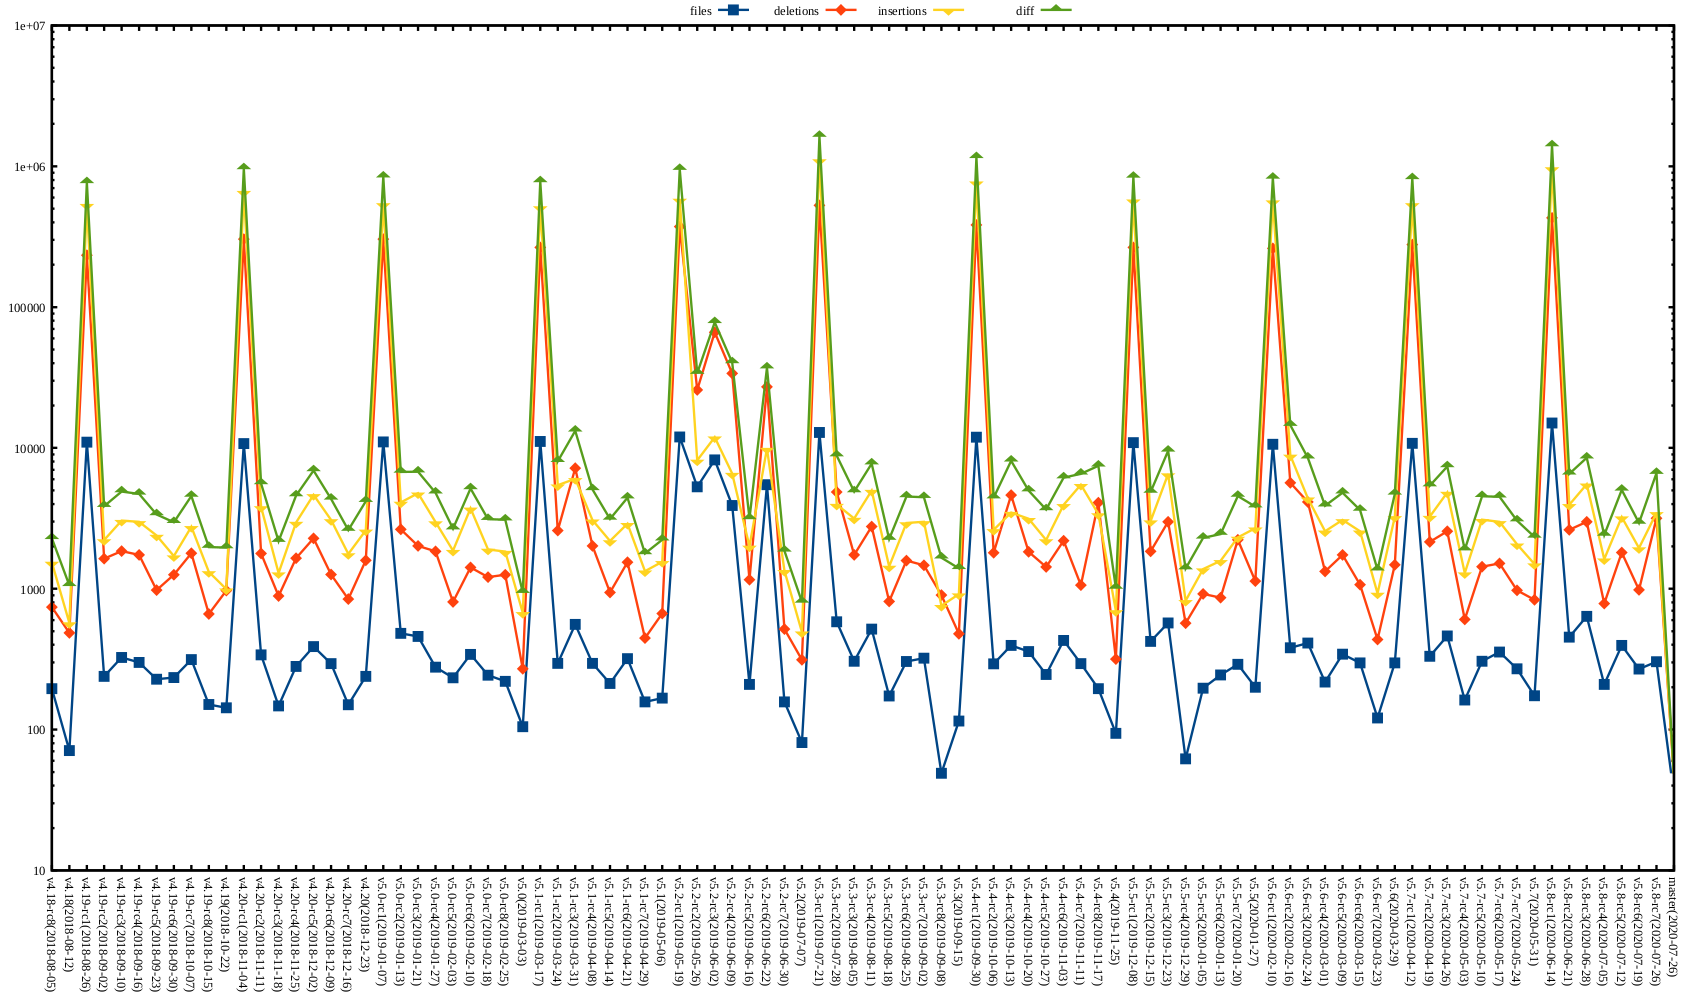 files
deletions
insertions
diff
1e+07
1e+06
100000
10000
1000
100
10
v4.18-rc8(2018-08-05)
v4.18(2018-08-12)
v4.19-rc1(2018-08-26)
v4.19-rc2(2018-09-02)
v4.19-rc3(2018-09-10)
v4.19-rc4(2018-09-16)
v4.19-rc5(2018-09-23)
v4.19-rc6(2018-09-30)
v4.19-rc7(2018-10-07)
v4.19-rc8(2018-10-15)
v4.19(2018-10-22)
v4.20-rc1(2018-11-04)
v4.20-rc2(2018-11-11)
v4.20-rc3(2018-11-18)
v4.20-rc4(2018-11-25)
v4.20-rc5(2018-12-02)
v4.20-rc6(2018-12-09)
v4.20-rc7(2018-12-16)
v4.20(2018-12-23)
v5.0-rc1(2019-01-07)
v5.0-rc2(2019-01-13)
v5.0-rc3(2019-01-21)
v5.0-rc4(2019-01-27)
v5.0-rc5(2019-02-03)
v5.0-rc6(2019-02-10)
v5.0-rc7(2019-02-18)
v5.0-rc8(2019-02-25)
v5.0(2019-03-03)
v5.1-rc1(2019-03-17)
v5.1-rc2(2019-03-24)
v5.1-rc3(2019-03-31)
v5.1-rc4(2019-04-08)
v5.1-rc5(2019-04-14)
v5.1-rc6(2019-04-21)
v5.1-rc7(2019-04-29)
v5.1(2019-05-06)
v5.2-rc1(2019-05-19)
v5.2-rc2(2019-05-26)
v5.2-rc3(2019-06-02)
v5.2-rc4(2019-06-09)
v5.2-rc5(2019-06-16)
v5.2-rc6(2019-06-22)
v5.2-rc7(2019-06-30)
v5.2(2019-07-07)
v5.3-rc1(2019-07-21)
v5.3-rc2(2019-07-28)
v5.3-rc3(2019-08-05)
v5.3-rc4(2019-08-11)
v5.3-rc5(2019-08-18)
v5.3-rc6(2019-08-25)
v5.3-rc7(2019-09-02)
v5.3-rc8(2019-09-08)
v5.3(2019-09-15)
v5.4-rc1(2019-09-30)
v5.4-rc2(2019-10-06)
v5.4-rc3(2019-10-13)
v5.4-rc4(2019-10-20)
v5.4-rc5(2019-10-27)
v5.4-rc6(2019-11-03)
v5.4-rc7(2019-11-11)
v5.4-rc8(2019-11-17)
v5.4(2019-11-25)
v5.5-rc1(2019-12-08)
v5.5-rc2(2019-12-15)
v5.5-rc3(2019-12-23)
v5.5-rc4(2019-12-29)
v5.5-rc5(2020-01-05)
v5.5-rc6(2020-01-13)
v5.5-rc7(2020-01-20)
v5.5(2020-01-27)
v5.6-rc1(2020-02-10)
v5.6-rc2(2020-02-16)
v5.6-rc3(2020-02-24)
v5.6-rc4(2020-03-01)
v5.6-rc5(2020-03-09)
v5.6-rc6(2020-03-15)
v5.6-rc7(2020-03-23)
v5.6(2020-03-29)
v5.7-rc1(2020-04-12)
v5.7-rc2(2020-04-19)
v5.7-rc3(2020-04-26)
v5.7-rc4(2020-05-03)
v5.7-rc5(2020-05-10)
v5.7-rc6(2020-05-17)
v5.7-rc7(2020-05-24)
v5.7(2020-05-31)
v5.8-rc1(2020-06-14)
v5.8-rc2(2020-06-21)
v5.8-rc3(2020-06-28)
v5.8-rc4(2020-07-05)
v5.8-rc5(2020-07-12)
v5.8-rc6(2020-07-19)
v5.8-rc7(2020-07-26)
master(2020-07-26)